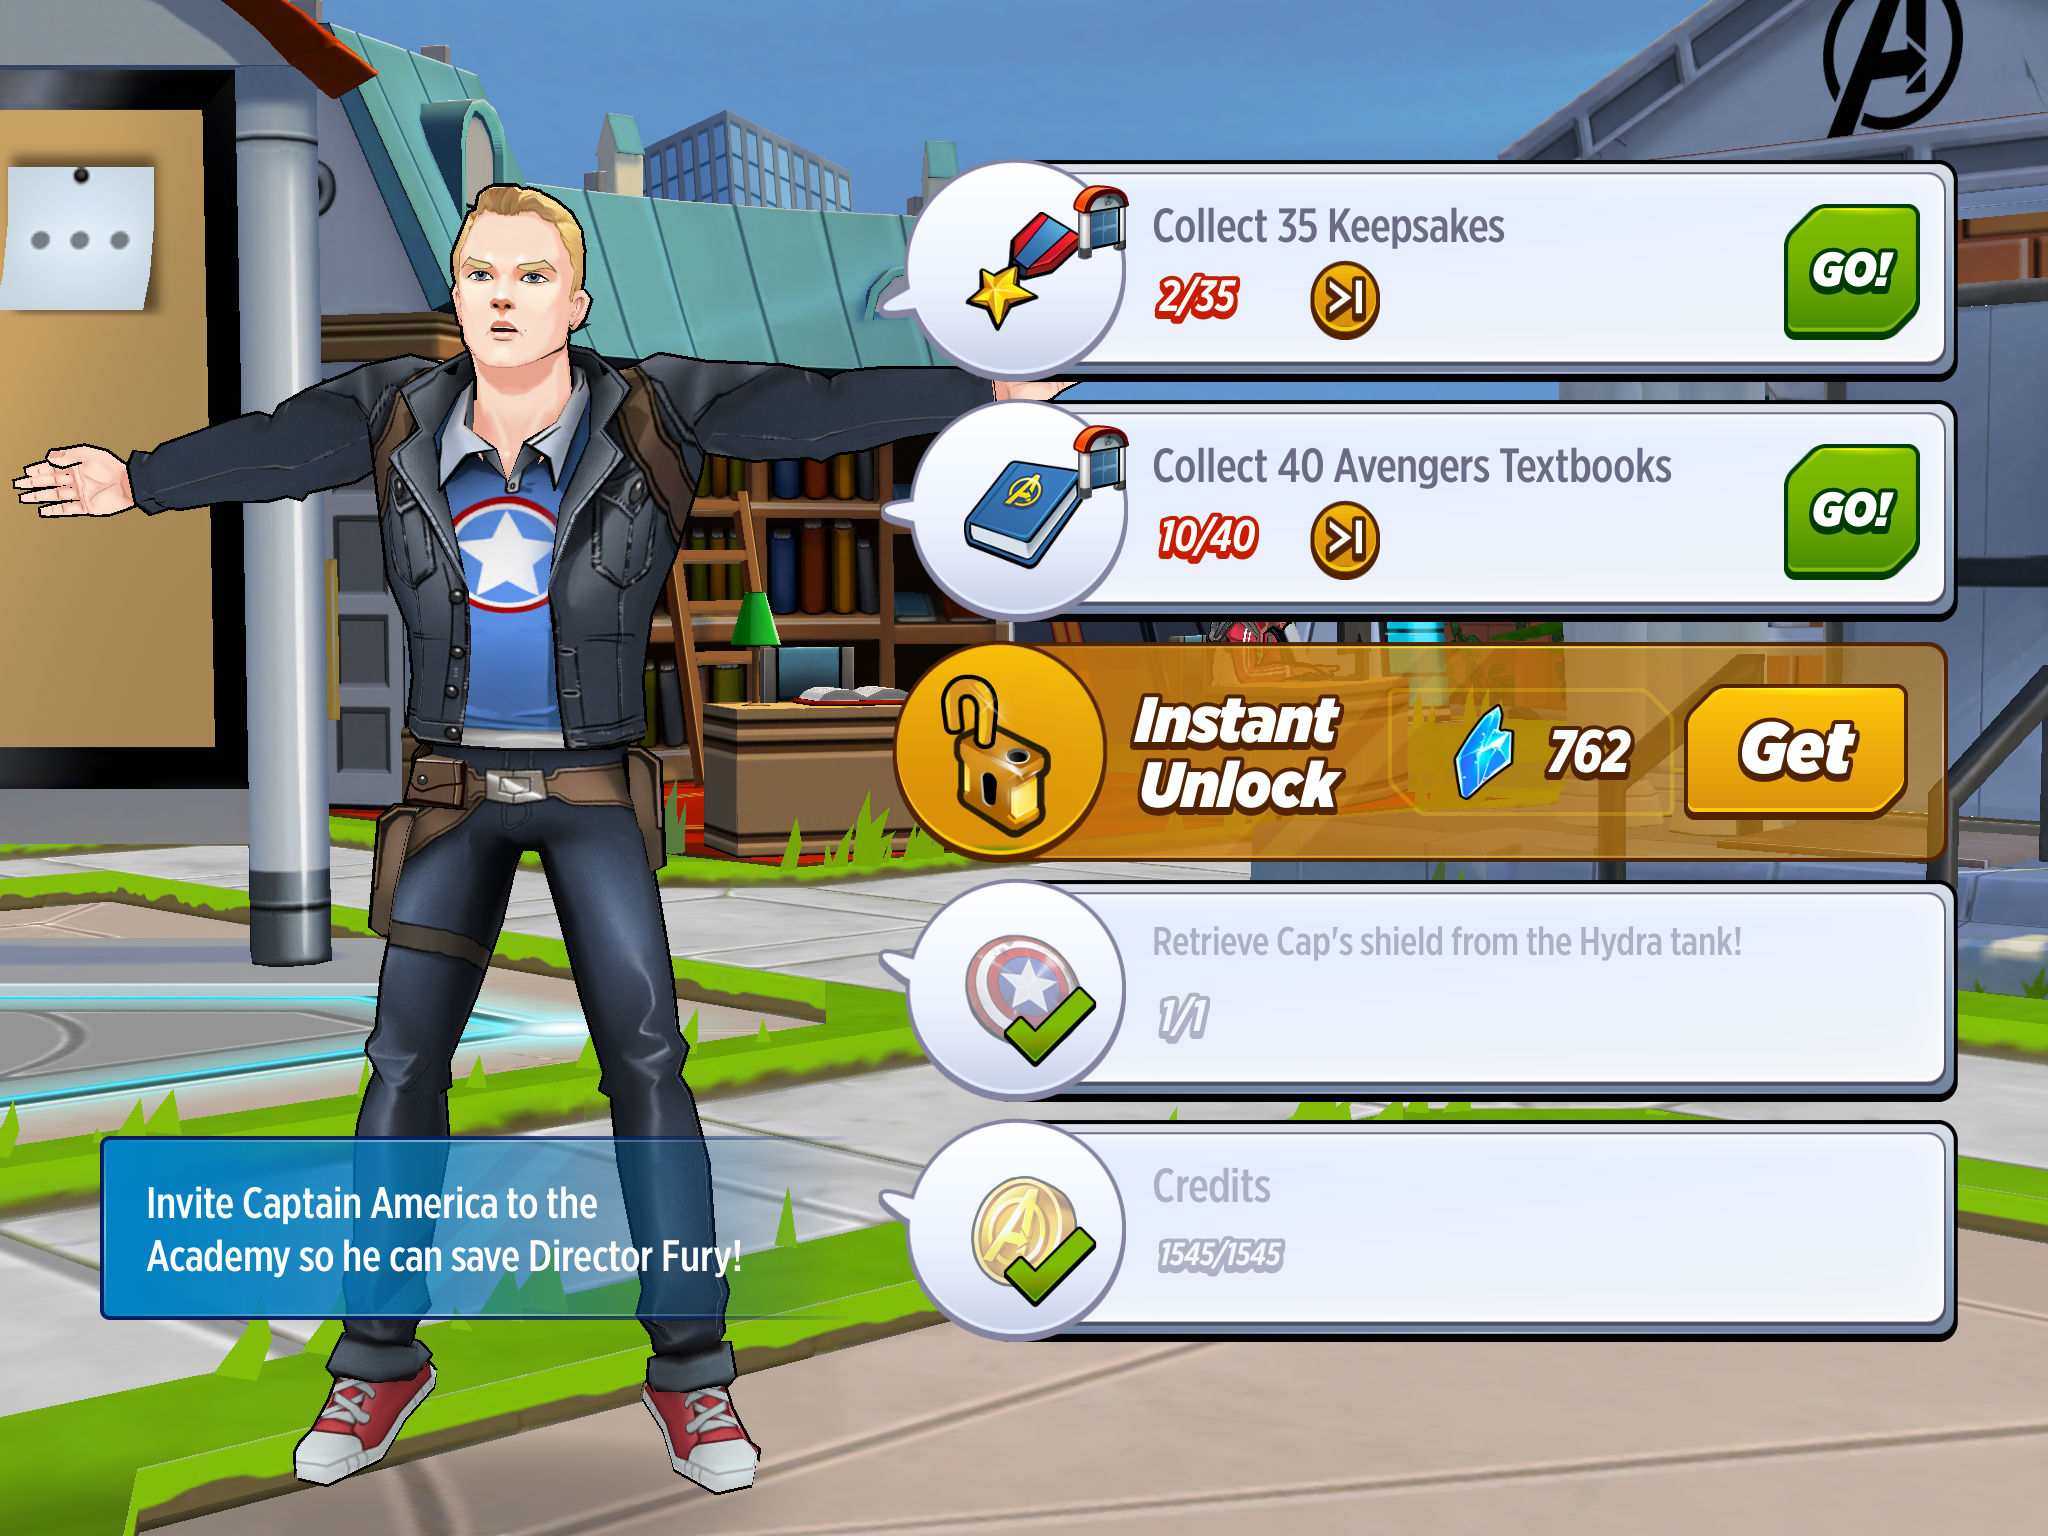 Collect 35 Keepsakes
2/35
GO!
Collect 40 Avengers Textbooks
10/40
GO!
Instant
Unlock
762
Get
Retrieve Cap's shield from the Hydra tank!
1/1
Credits
1545/1545
Invite Captain America to the
Academy so he can save Director Fury!